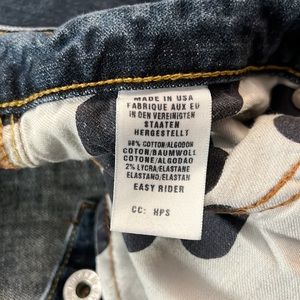 MADE IN USA
FABRIQUE AUX EU
IN DEN VEREINIGTEN
STAATEN
HERGESTELLT
98% COTTON/ALGODON
COTON/BAUMWOLL
COTONE/ALGODAO
2% LYCRA/ELASTANE
ELASTAN/ELASTANE
EASY RIDER
CC: HPS